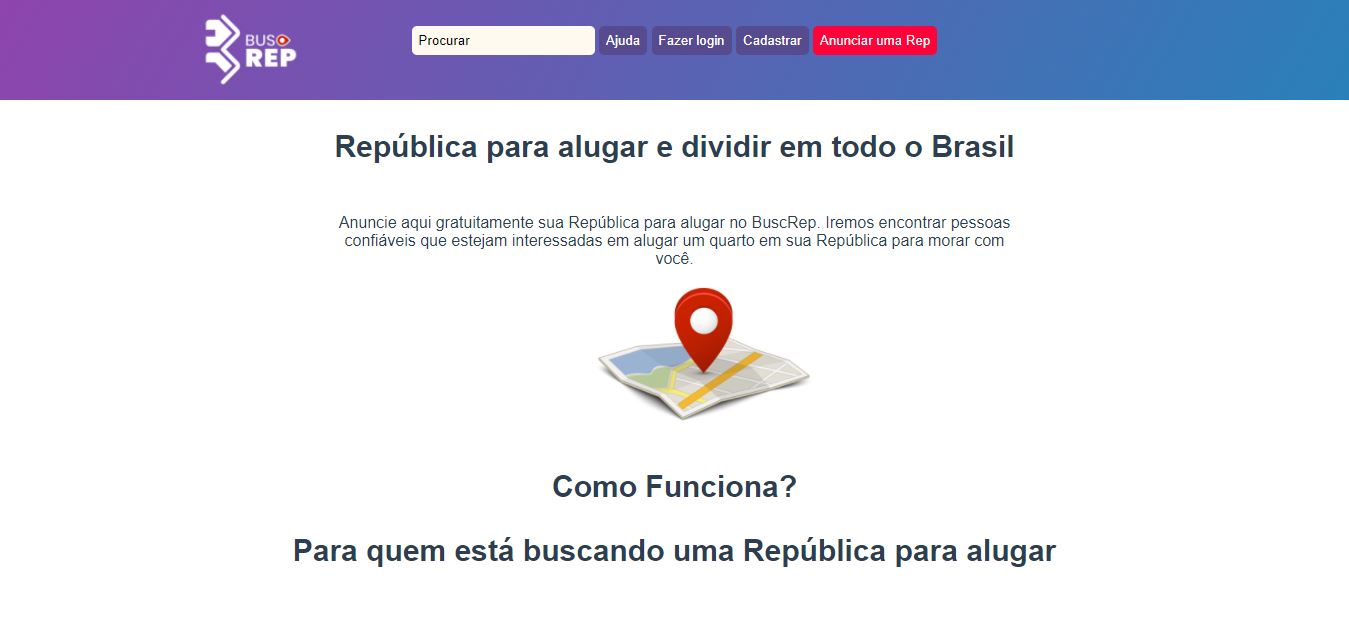 BUSC
REP
Procurar
Ajuda
Fazer login
Cadastrar
Anunciar uma Rep
República para alugar e dividir em todo o Brasil
Anuncie aqui gratuitamente sua República para alugar no BuscRep. Iremos encontrar pessoas
confiáveis que estejam interessadas em alugar um quarto em sua República para morar com
você.
Como Funciona?
Para quem está buscando uma República para alugar